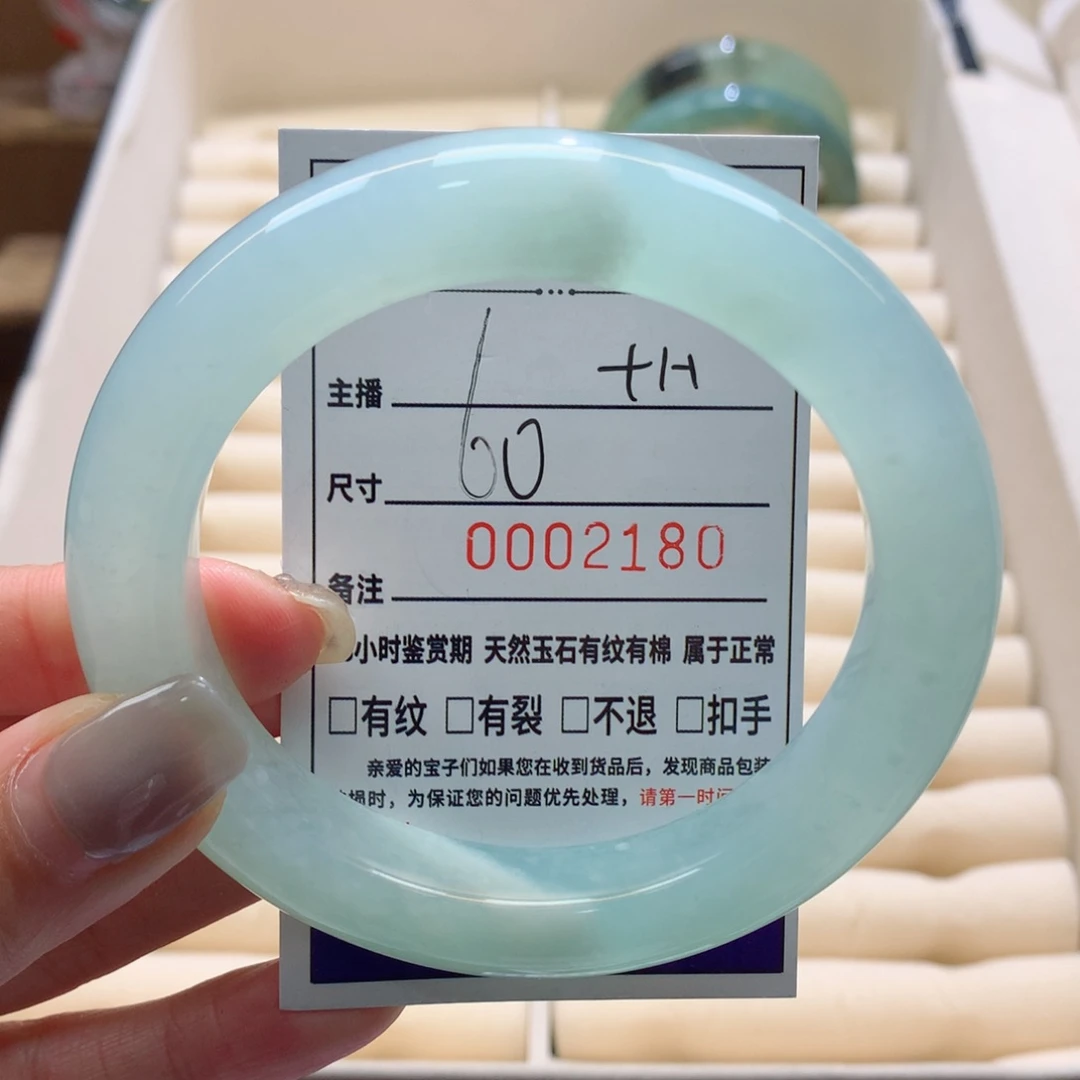 主播 +H
尺寸 60
0002180
备注
小时鉴赏期 天然玉石有纹有棉 属于正常
□有纹 □有裂 □不退 □扣手
亲爱的宝子们如果您在收到货品后，发现商品包装
损时，为保证您的问题优先处理，请第一时间